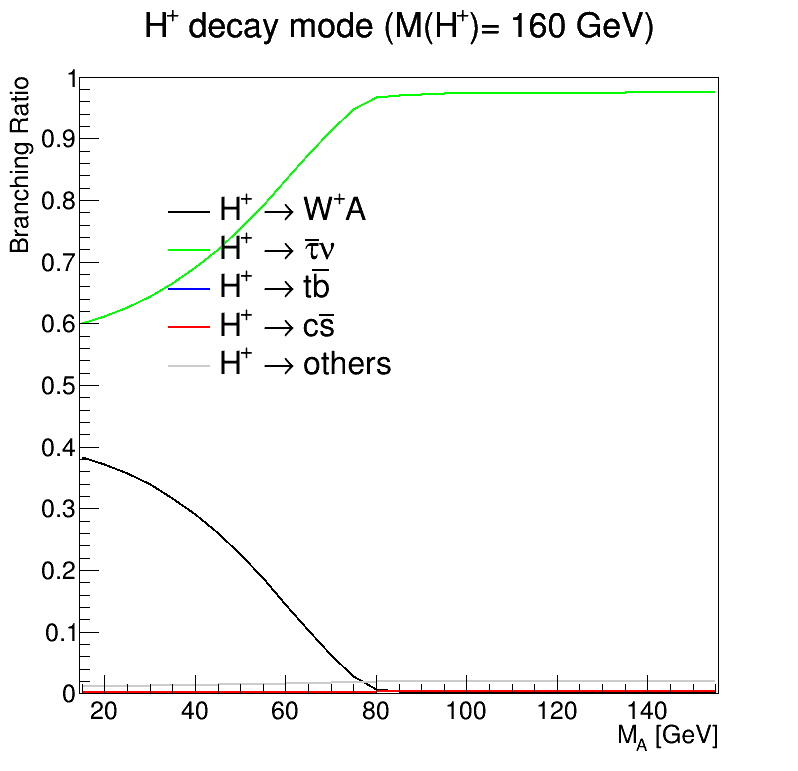 H⁺ decay mode (M(H⁺)= 160 GeV)
Branching Ratio
1
0.9
0.8
0.7
0.6
0.5
0.4
0.3
0.2
0.1
0
H⁺ → W⁺A
H⁺ → τ̅ν
H⁺ → tb̅
H⁺ → cs̅
H⁺ → others
20 40 60 80 100 120 140
M_A [GeV]